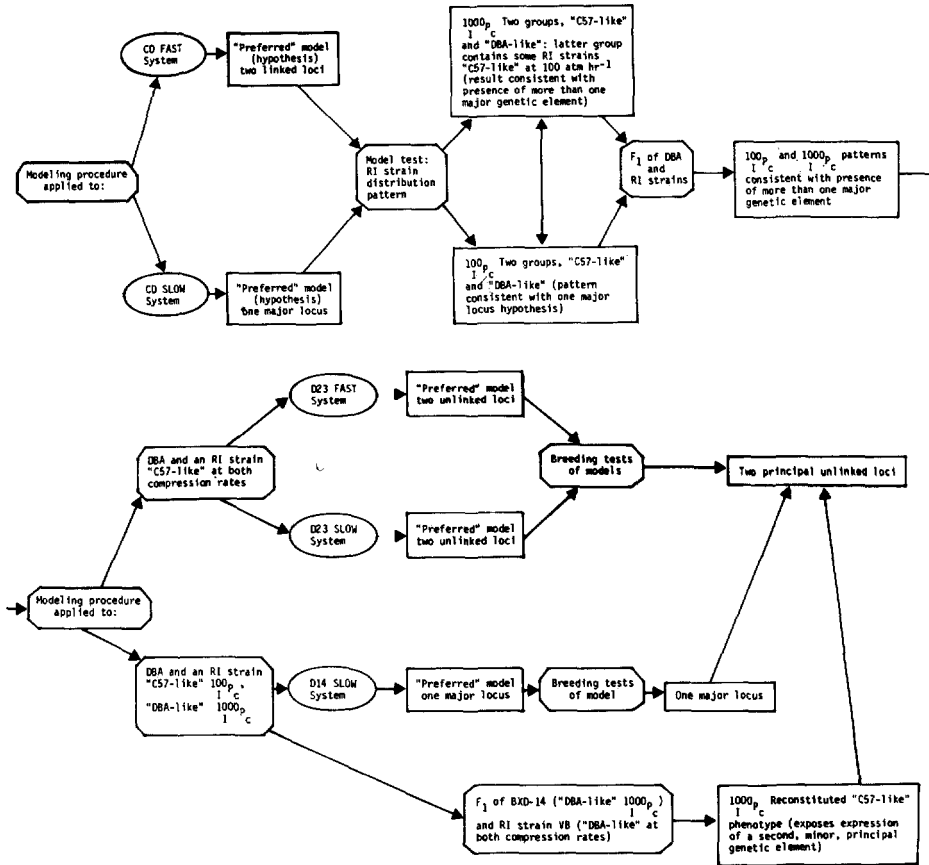 CD FAST
System
"Preferred" model
(hypothesis)
two linked loci
1000P Two groups, "C57-like"
I c
and "DBA-like": latter group
contains some RI strains
"C57-like" at 100 atm hr-1
(result consistent with
presence of more than one
major genetic element)
Modeling procedure
applied to:
Model test:
RI strain
distribution
pattern
F1 of DBA
and
RI strains
100P and 1000P patterns
I c I c
consistent with presence
of more than one major
genetic element
CD SLOW
System
"Preferred" model
(hypothesis)
one major locus
100P Two groups, "C57-like"
I c
and "DBA-like" (pattern
consistent with one major
locus hypothesis)
D23 FAST
System
"Preferred" model
two unlinked loci
DBA and an RI strain
"C57-like" at both
compression rates
Breeding tests
of models
Two principal unlinked loci
D23 SLOW
System
"Preferred" model
two unlinked loci
Modeling procedure
applied to:
DBA and an RI strain
"C57-like" 100P ,
I c
"DBA-like" 1000P
I c
D14 SLOW
System
"Preferred" model
one major locus
Breeding tests
of model
One major locus
F1 of BXD-14 ("DBA-like" 1000P )
I c
and RI strain VB ("DBA-like" at
both compression rates)
1000P Reconstituted "C57-like"
I c
phenotype (exposes expression
of a second, minor, principal
genetic element)